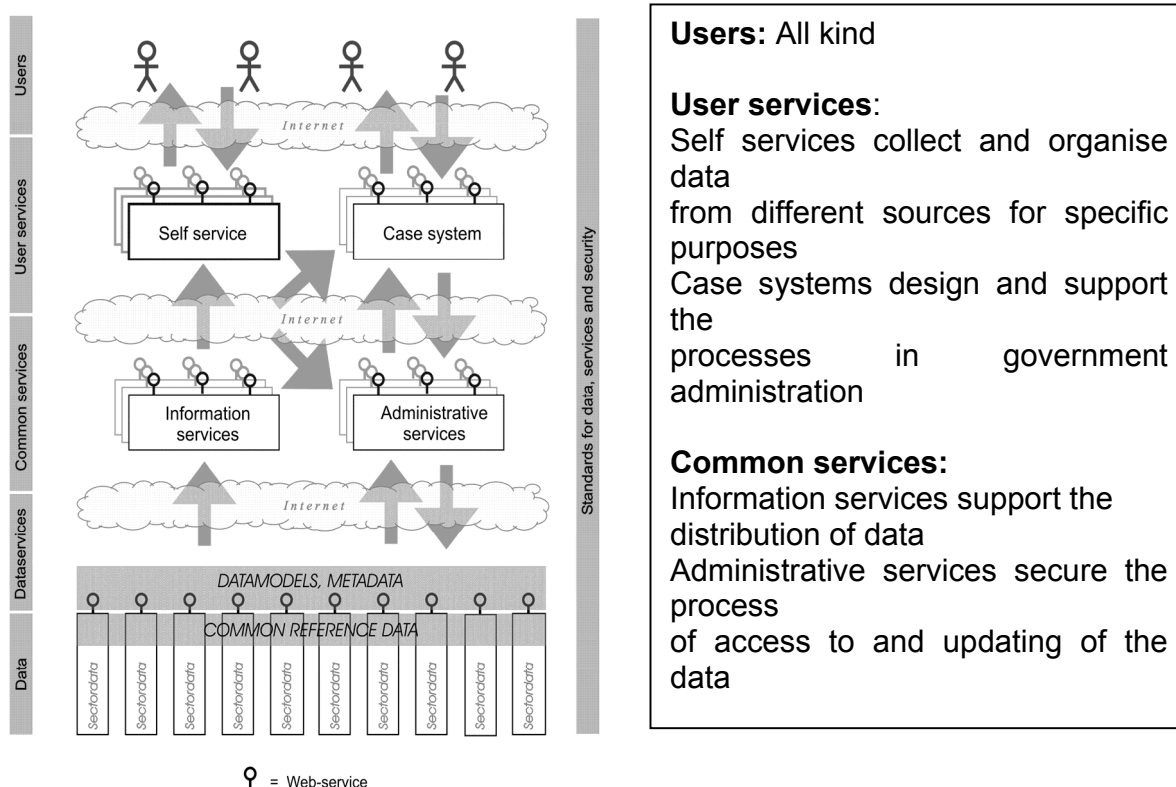 Users
User services
Common services
Dataservices
Data
Internet
Self service
Case system
Internet
Information
services
Administrative
services
Internet
DATAMODELS, METADATA
COMMON REFERENCE DATA
Sectordata
Sectordata
Sectordata
Sectordata
Sectordata
Sectordata
Sectordata
Sectordata
Sectordata
Sectordata
= Web-service
Standards for data, services and security
Users: All kind
User services:
Self services collect and organise
data
from different sources for specific
purposes
Case systems design and support
the
processes in government
administration
Common services:
Information services support the
distribution of data
Administrative services secure the
process
of access to and updating of the
data